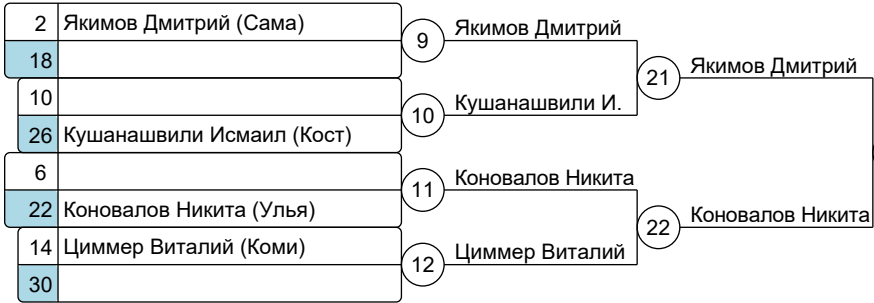 2 Якимов Дмитрий (Сама)
18
9
Якимов Дмитрий
10
26 Кушанашвили Исмаил (Кост)
10
Кушанашвили И.
21
Якимов Дмитрий
6
22 Коновалов Никита (Улья)
11
Коновалов Никита
14 Циммер Виталий (Коми)
30
12
Циммер Виталий
22
Коновалов Никита